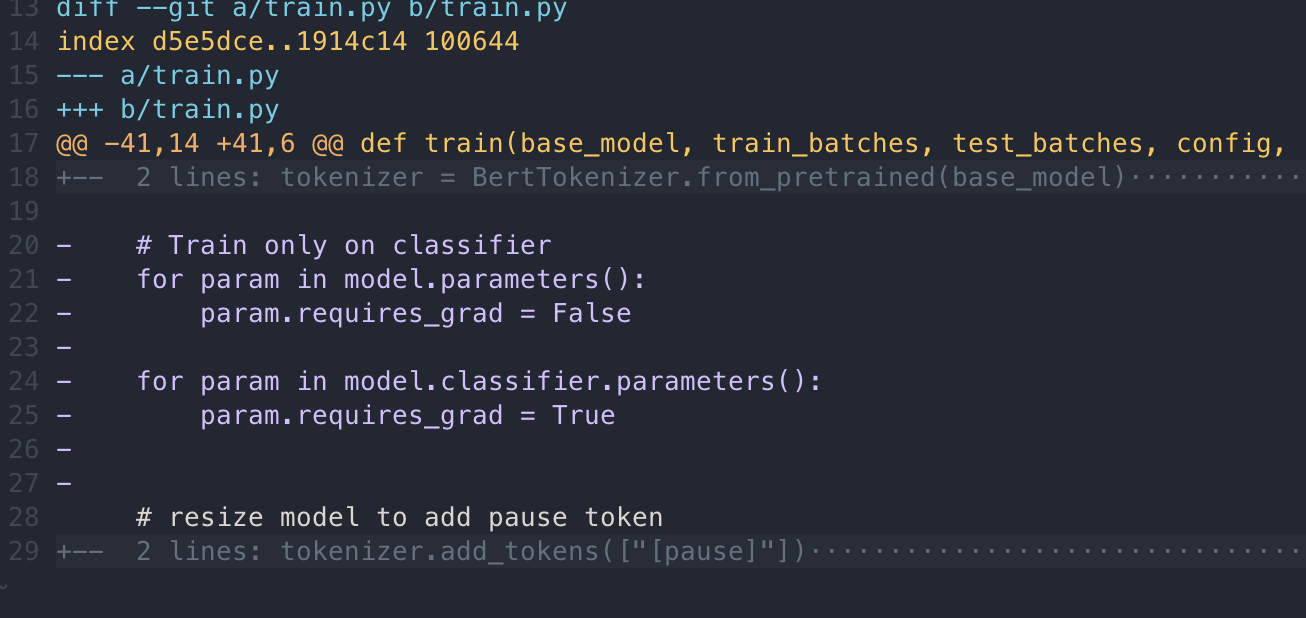 13 diff --git a/train.py b/train.py
14 index d5e5dce..1914c14 100644
15 --- a/train.py
16 +++ b/train.py
17 @@ -41,14 +41,6 @@ def train(base_model, train_batches, test_batches, config,
18 +--  2 lines: tokenizer = BertTokenizer.from_pretrained(base_model)···········
19
20 -    # Train only on classifier
21 -    for param in model.parameters():
22 -        param.requires_grad = False
23 -
24 -    for param in model.classifier.parameters():
25 -        param.requires_grad = True
26 -
27 -
28      # resize model to add pause token
29 +--  2 lines: tokenizer.add_tokens(["[pause]"])·······························
~